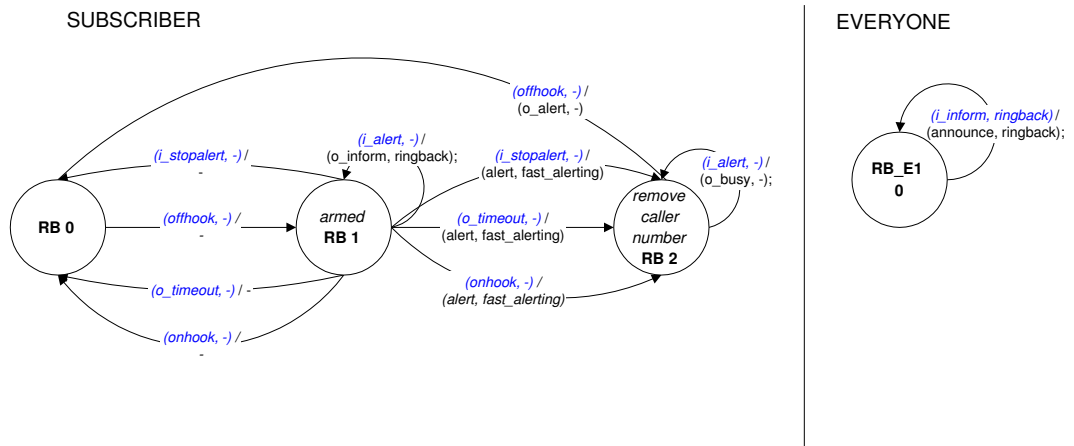 SUBSCRIBER
EVERYONE
(offhook, -) /
(o_alert, -)
(i_stopalert, -) /
-
(i_alert, -) /
(o_inform, ringback);
(i_stopalert, -) /
(alert, fast_alerting)
(i_alert, -) /
(o_busy, -);
(i_inform, ringback) /
(announce, ringback);
RB_E1
0
RB 0
(offhook, -) /
-
armed
RB 1
(o_timeout, -) /
(alert, fast_alerting)
remove
caller
number
RB 2
(o_timeout, -) / -
(onhook, -) /
(alert, fast_alerting)
(onhook, -) /
-